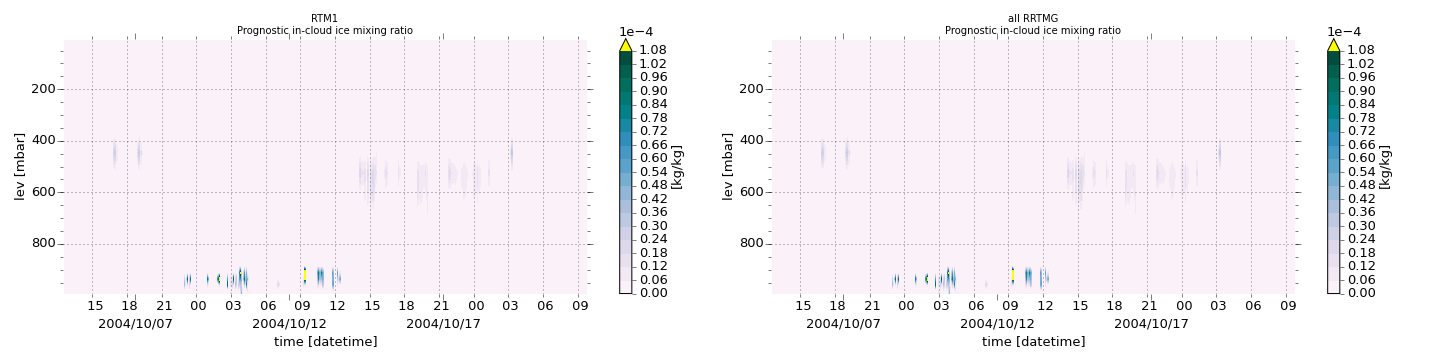 RTM1
Prognostic in-cloud ice mixing ratio
1e−4
1.08
1.02
0.96
0.90
0.84
0.78
0.72
0.66
0.60
0.54
0.48
0.42
0.36
0.30
0.24
0.18
0.12
0.06
0.00
[kg/kg]
200
400
600
800
lev [mbar]
15 18 21 00 03 06 09 12 15 18 21 00 03 06 09
2004/10/07 2004/10/12 2004/10/17
time [datetime]
all RRTMG
Prognostic in-cloud ice mixing ratio
1e−4
1.08
1.02
0.96
0.90
0.84
0.78
0.72
0.66
0.60
0.54
0.48
0.42
0.36
0.30
0.24
0.18
0.12
0.06
0.00
[kg/kg]
200
400
600
800
lev [mbar]
15 18 21 00 03 06 09 12 15 18 21 00 03 06 09
2004/10/07 2004/10/12 2004/10/17
time [datetime]